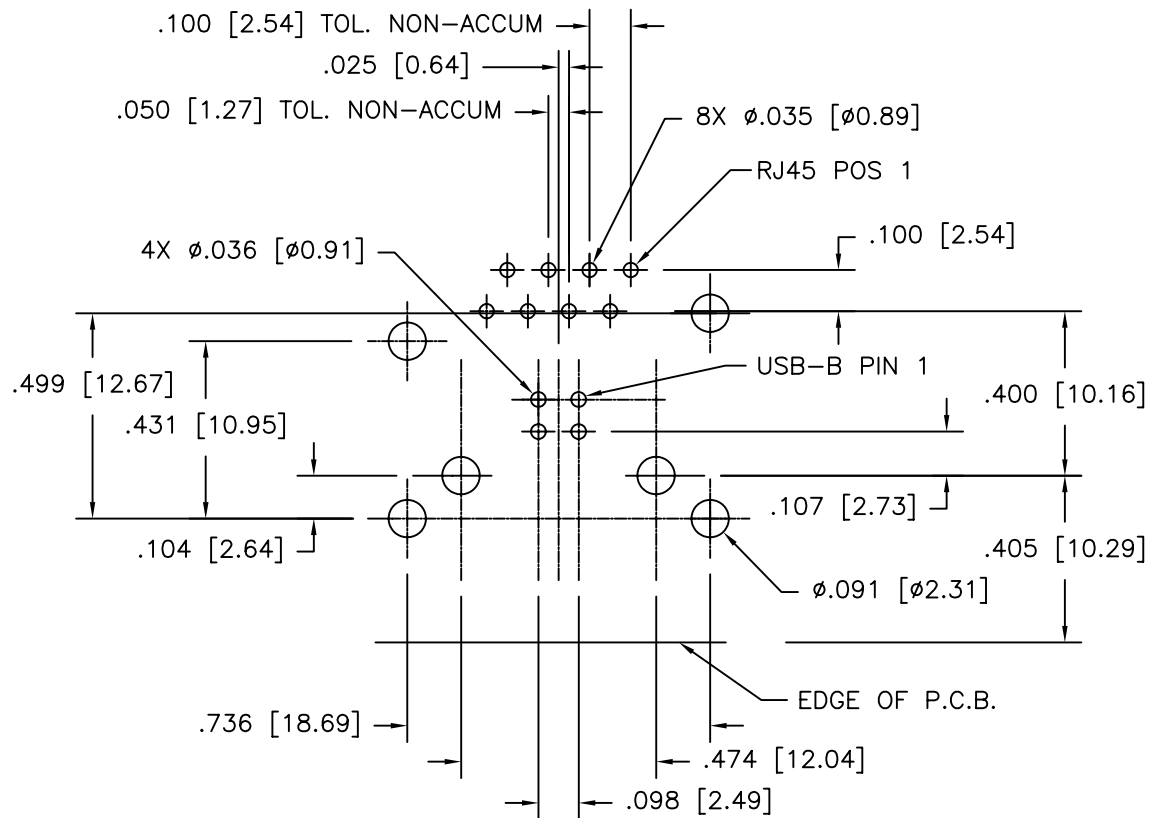 .100 [2.54] TOL. NON-ACCUM
.025 [0.64]
.050 [1.27] TOL. NON-ACCUM
8X ø.035 [ø0.89]
RJ45 POS 1
4X ø.036 [ø0.91]
.100 [2.54]
USB-B PIN 1
.499 [12.67]
.400 [10.16]
.431 [10.95]
.107 [2.73]
.104 [2.64]
.405 [10.29]
ø.091 [ø2.31]
EDGE OF P.C.B.
.736 [18.69]
.474 [12.04]
.098 [2.49]